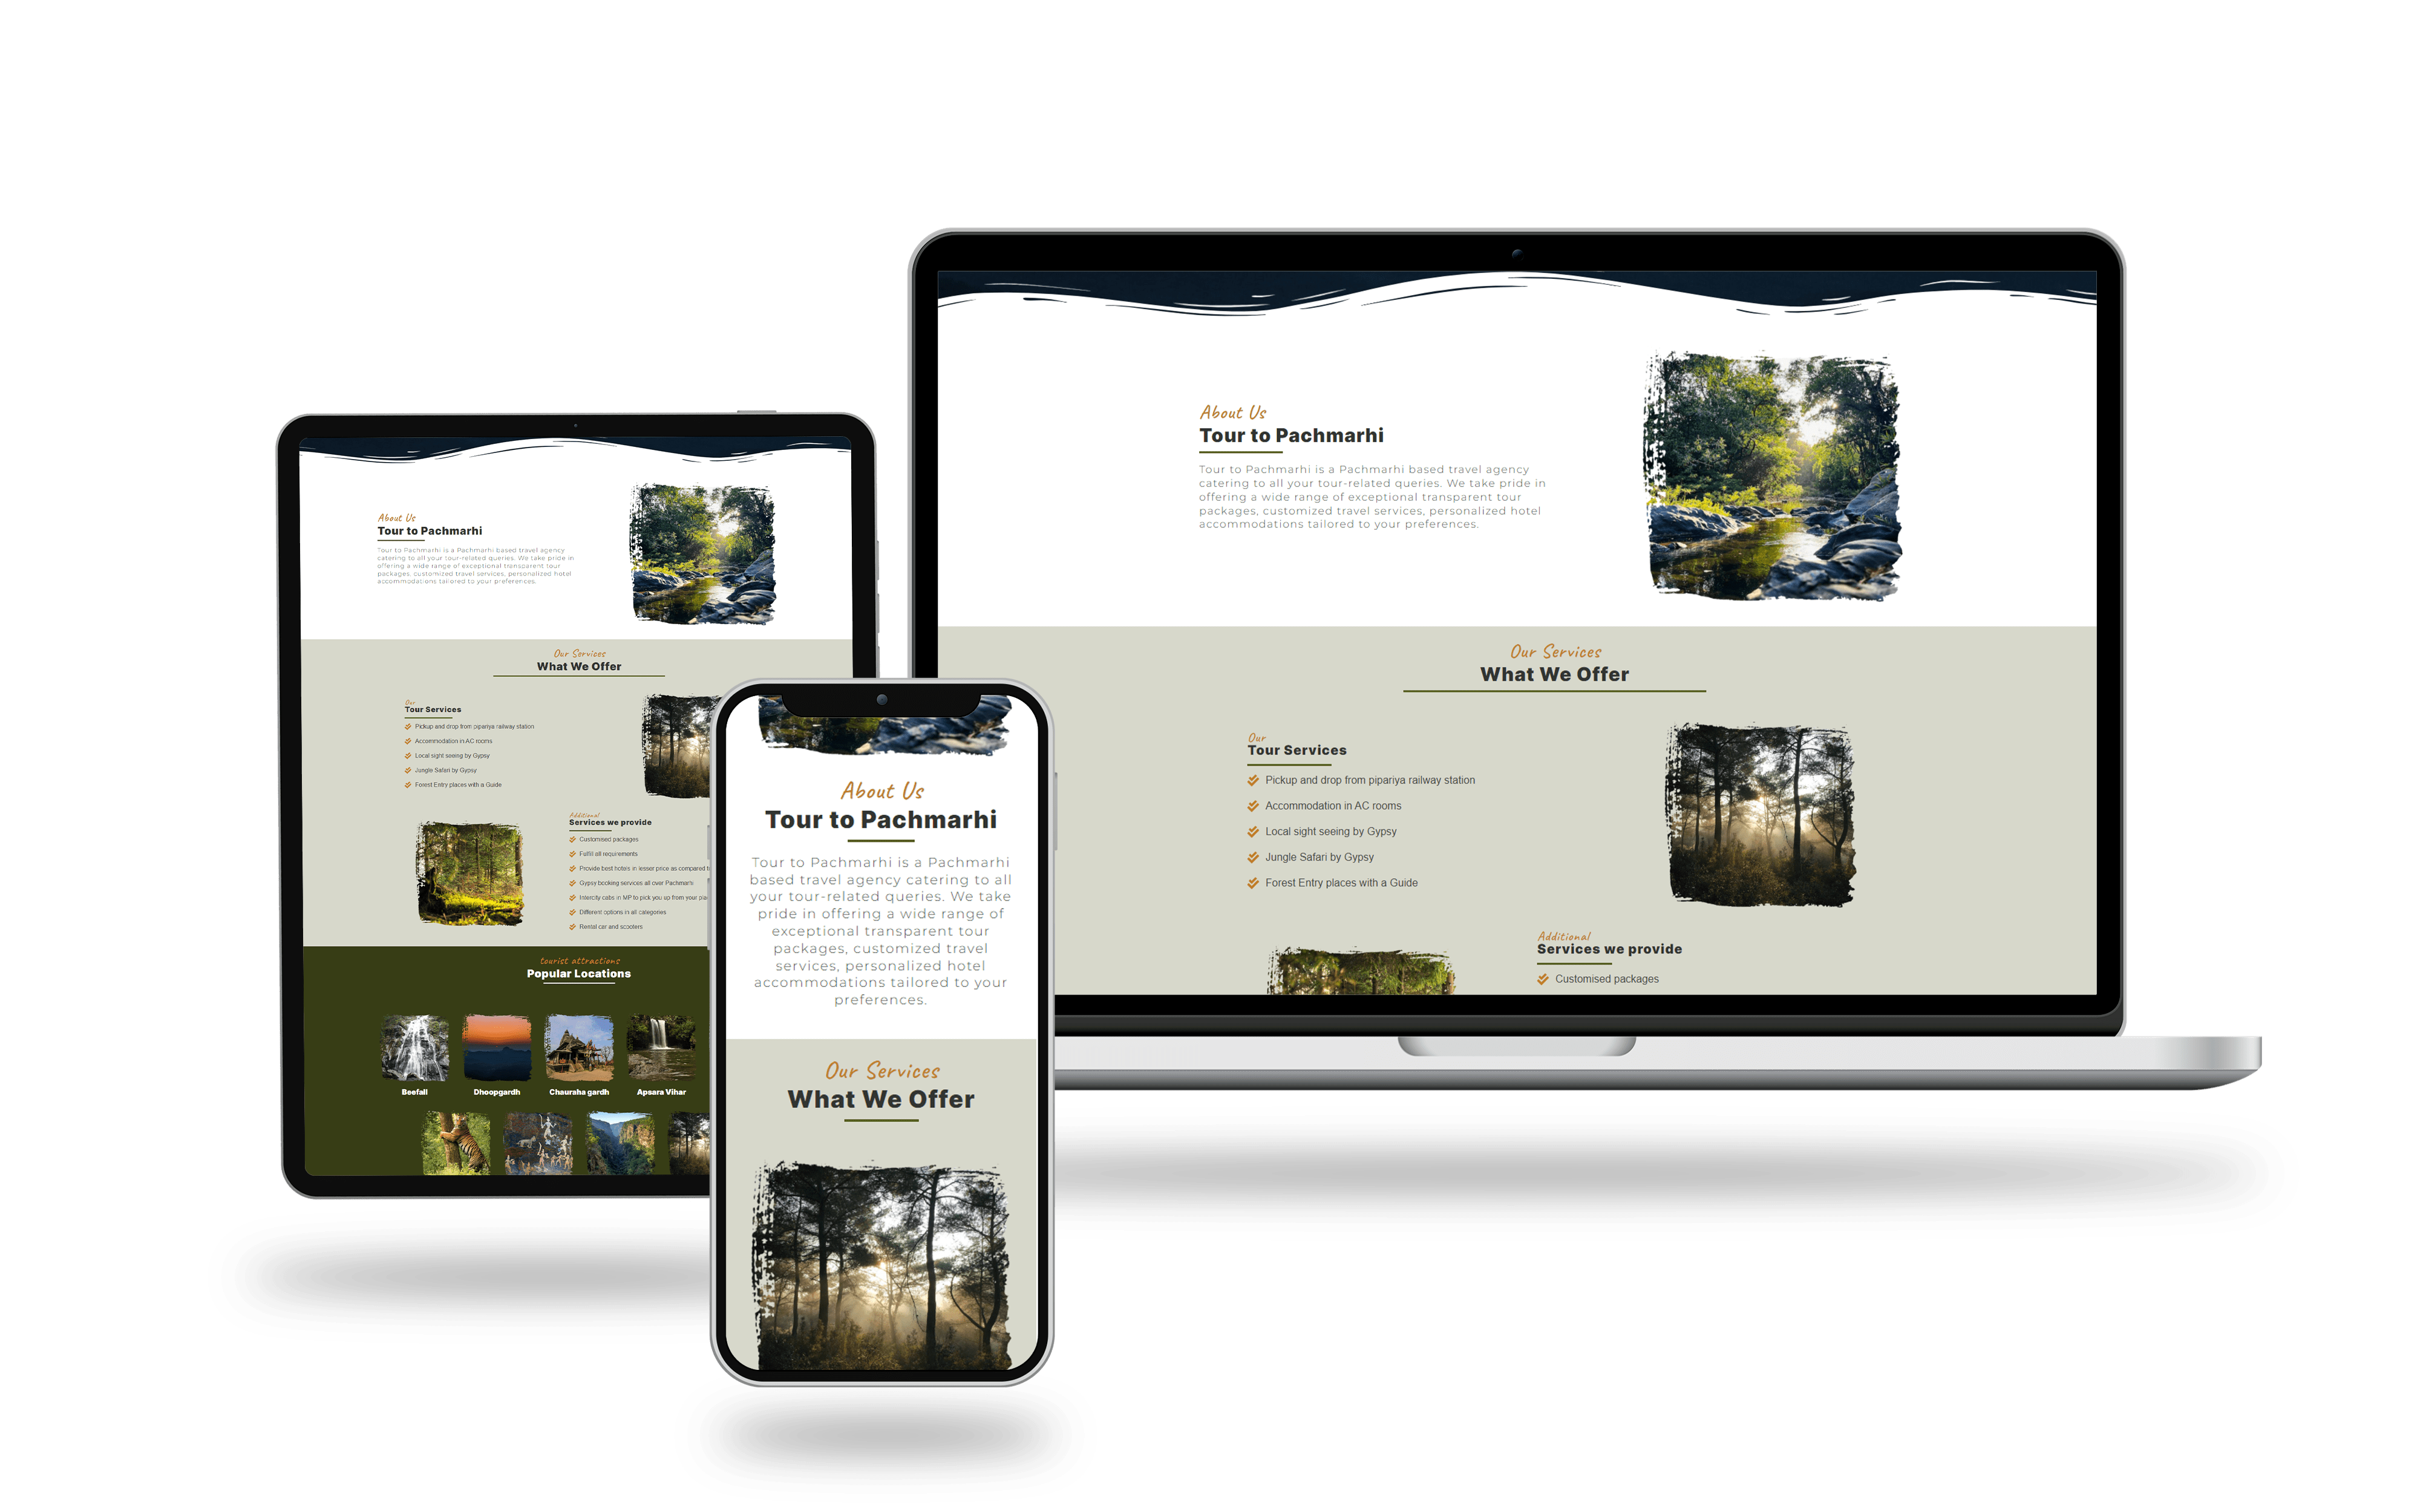 About Us
Tour to Pachmarhi
Tour to Pachmarhi is a Pachmarhi based travel agency
catering to all your tour-related queries. We take pride in
offering a wide range of exceptional transparent tour
packages, customized travel services, personalized hotel
accommodations tailored to your preferences.
Our Services
What We Offer
Our
Tour Services
Pickup and drop from pipariya railway station
Accommodation in AC rooms
Local sight seeing by Gypsy
Jungle Safari by Gypsy
Forest Entry places with a Guide
Additional
Services we provide
Customised packages
Fulfill all requirements
Provide best hotels in lesser price as compared
Gypsy booking services all over Pachmarhi
Intercity cabs in MP to pick you up from your
Different options in all categories
Rental car and scooters
tourist attractions
Popular Locations
Beefall
Dhoopgardh
Chauraha gardh
Apsara Vihar
About Us
Tour to Pachmarhi
Tour to Pachmarhi is a Pachmarhi
based travel agency catering to all
your tour-related queries. We take
pride in offering a wide range of
exceptional transparent tour
packages, customized travel
services, personalized hotel
accommodations tailored to your
preferences.
Our Services
What We Offer
About Us
Tour to Pachmarhi
Tour to Pachmarhi is a Pachmarhi based travel agency
catering to all your tour-related queries. We take pride in
offering a wide range of exceptional transparent tour
packages, customized travel services, personalized hotel
accommodations tailored to your preferences.
Our Services
What We Offer
Our
Tour Services
Pickup and drop from pipariya railway station
Accommodation in AC rooms
Local sight seeing by Gypsy
Jungle Safari by Gypsy
Forest Entry places with a Guide
Additional
Services we provide
Customised packages